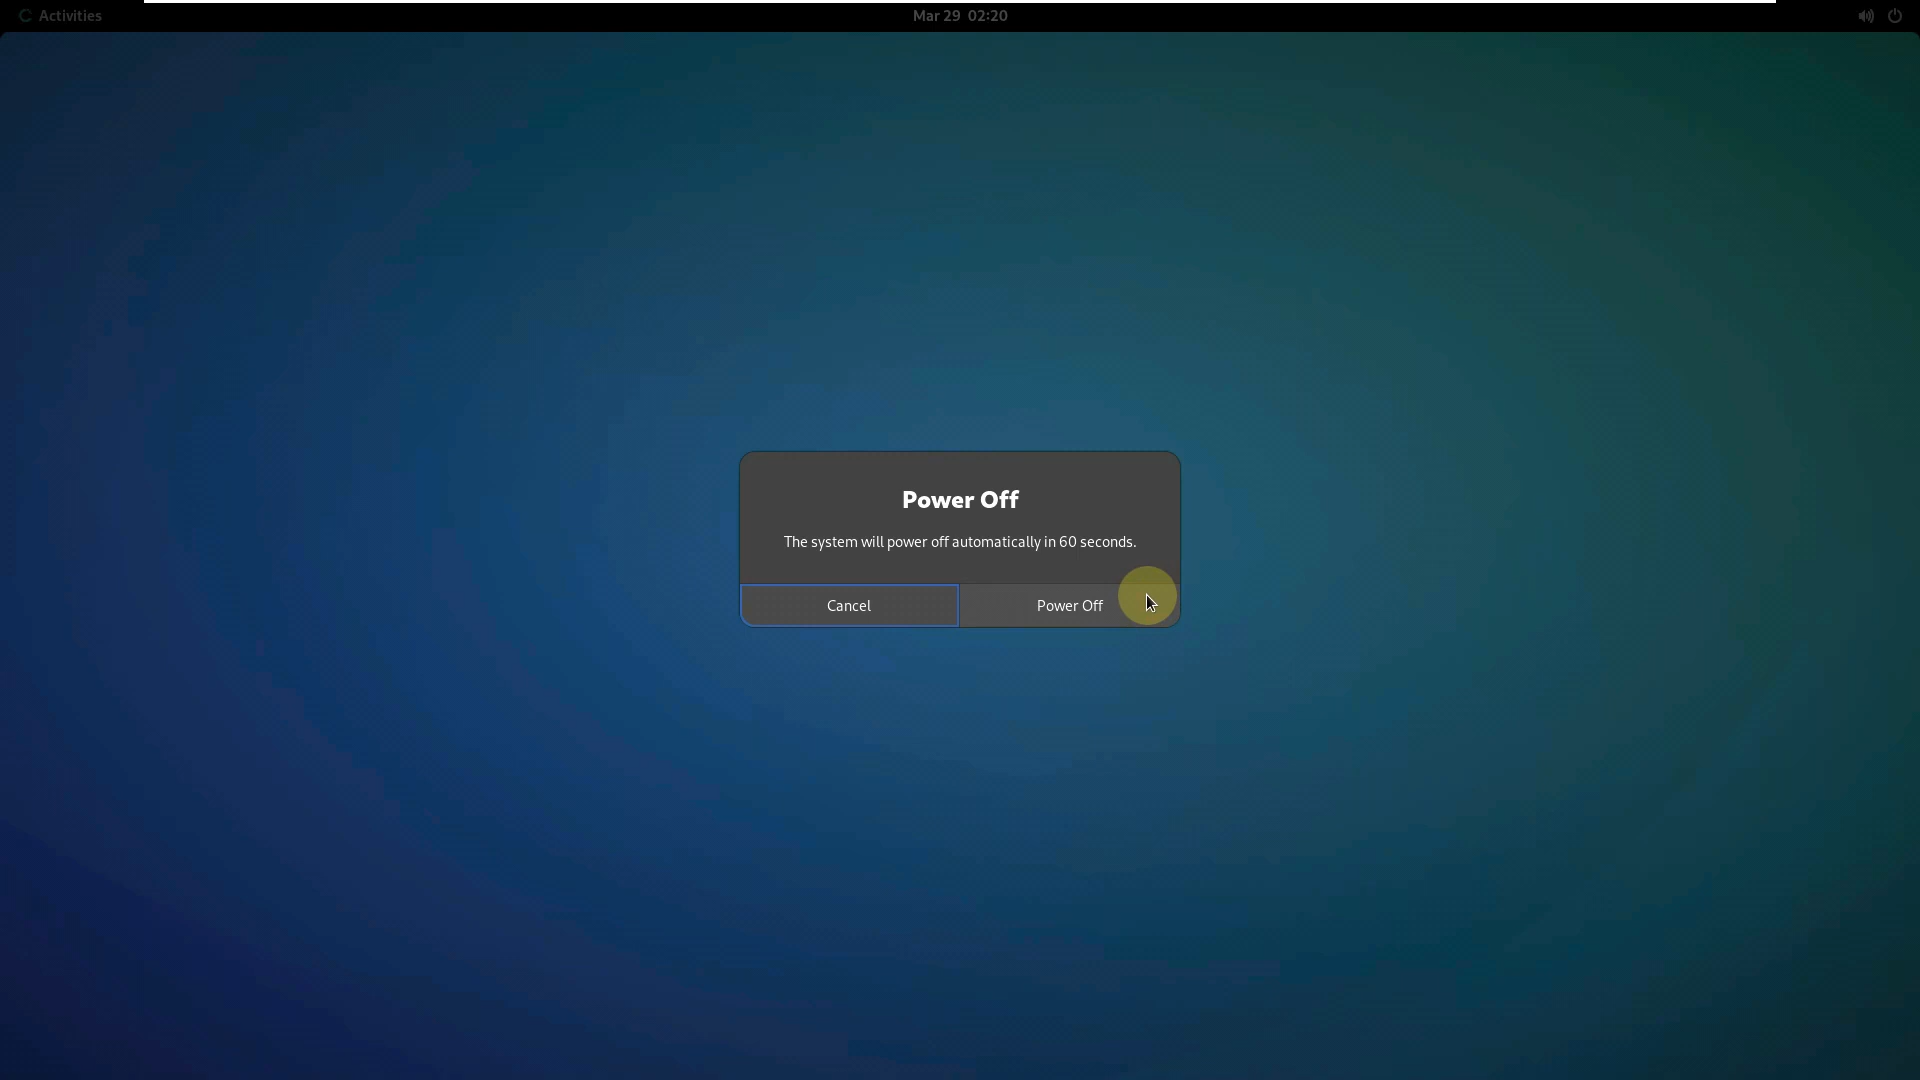 Activities
Mar 29 02:20
Power Off
The system will power off automatically in 60 seconds.
Cancel
Power Off